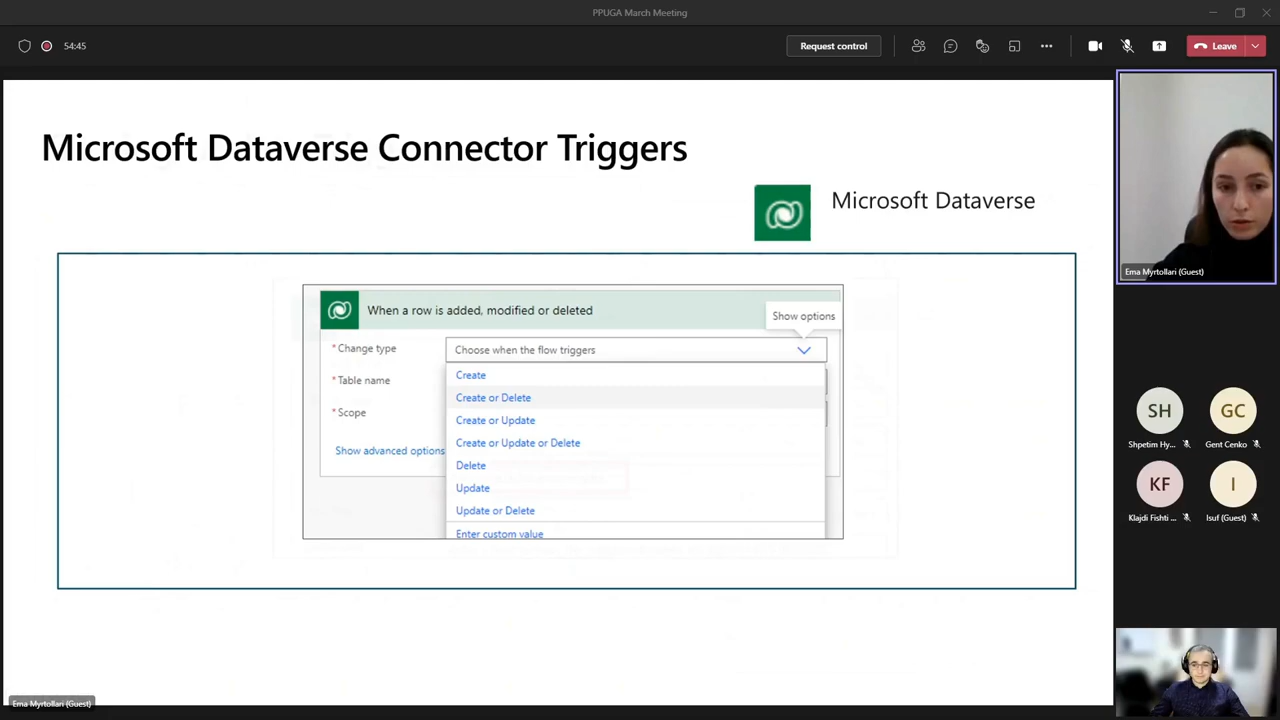 PPUGA March Meeting
54:45
Request control
Leave
Microsoft Dataverse Connector Triggers
Microsoft Dataverse
When a row is added, modified or deleted
Show options
* Change type
Choose when the flow triggers
* Table name
* Scope
Show advanced options
Create
Create or Delete
Create or Update
Create or Update or Delete
Delete
Update
Update or Delete
Enter custom value
Ema Myrtollari (Guest)
Ema Myrtollari (Guest)
SH
Shpetim Hy...
GC
Gent Cenko
KF
Klajdi Fishti ...
I
Isuf (Guest)